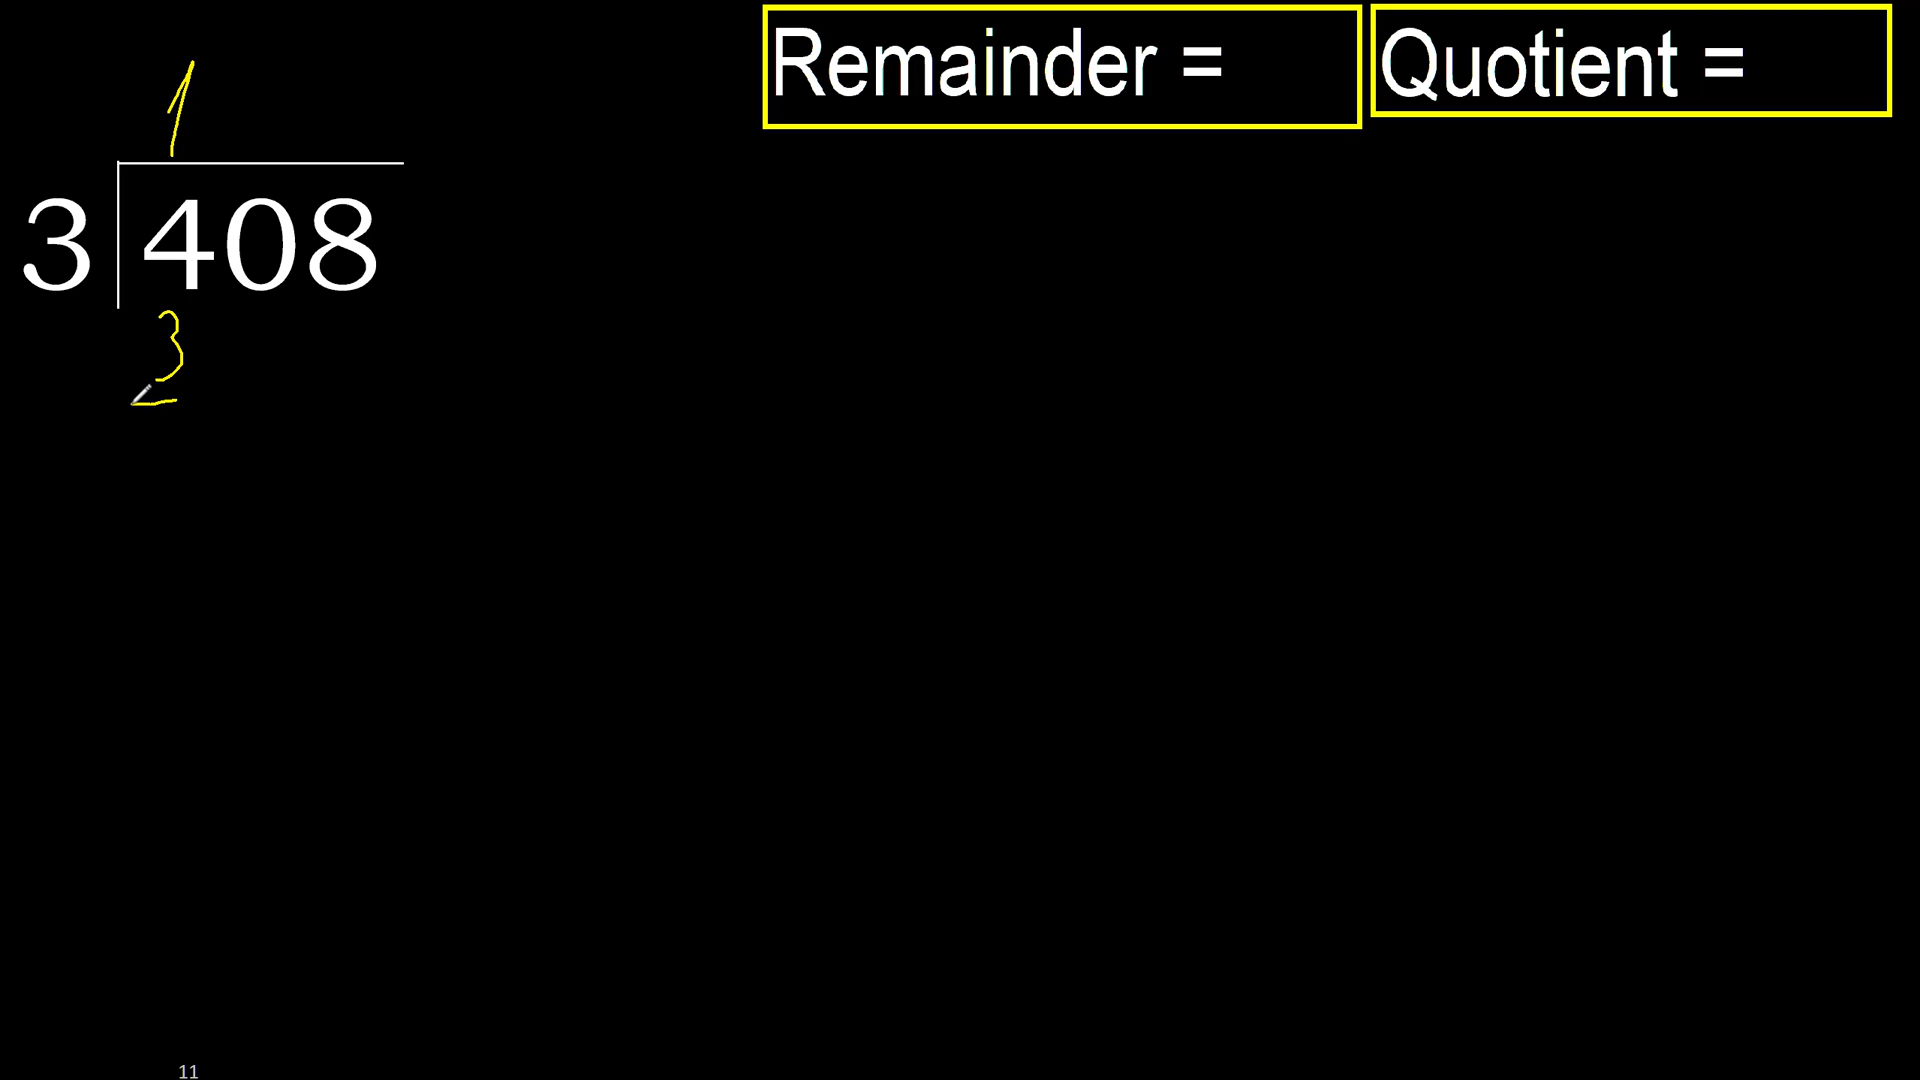 Remainder = Quotient =
1
3 408
3
11